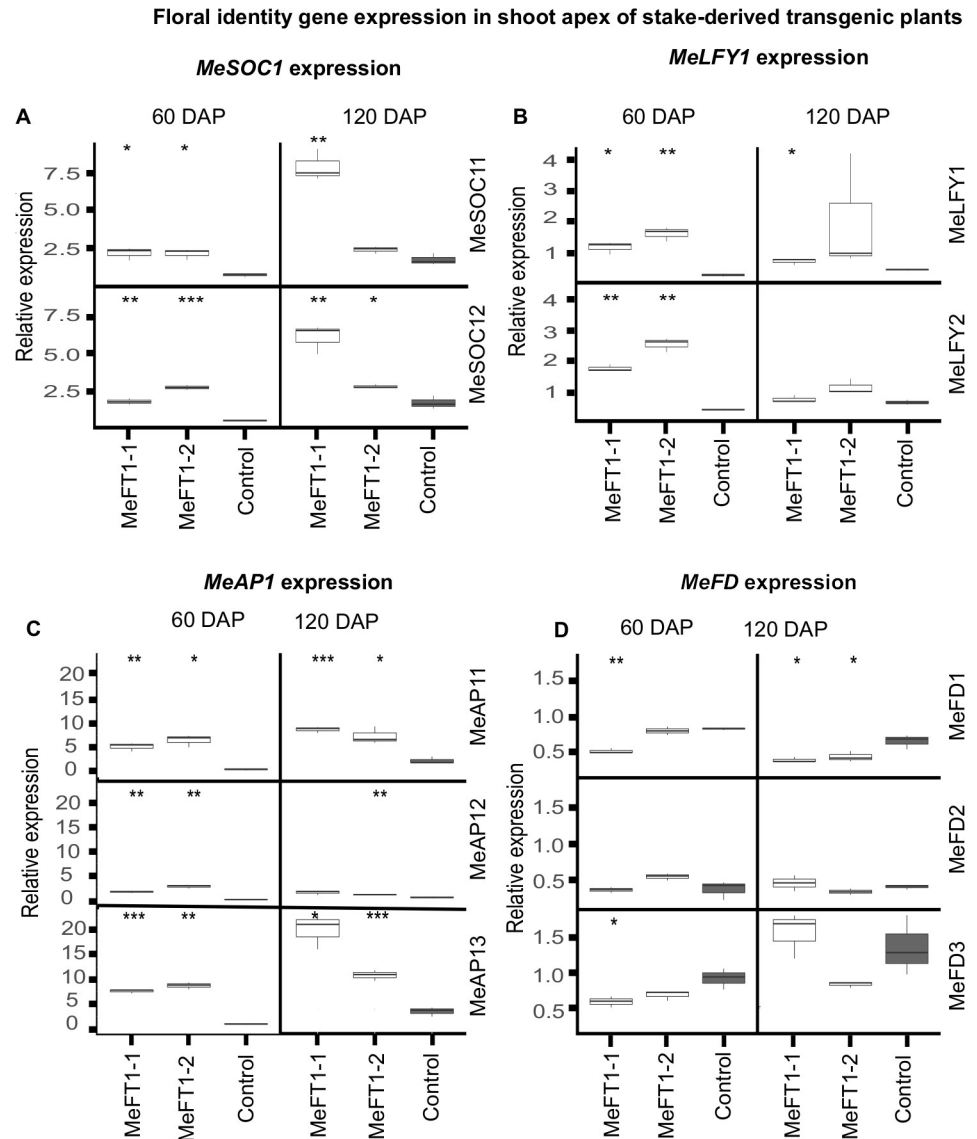 Floral identity gene expression in shoot apex of stake-derived transgenic plants
MeSOC1 expression
A
60 DAP
120 DAP
Relative expression
7.5
5.0
2.5
* * **
MeSOC11
Relative expression
7.5
5.0
2.5
** *** ** *
MeSOC12
MeFT1-1
MeFT1-2
Control
MeFT1-1
MeFT1-2
Control
MeLFY1 expression
B
60 DAP
120 DAP
Relative expression
4
3
2
1
* ** *
MeLFY1
4
3
2
1
** **
MeLFY2
MeFT1-1
MeFT1-2
Control
MeFT1-1
MeFT1-2
Control
MeAP1 expression
C
60 DAP
120 DAP
Relative expression
20
15
10
5
0
** * *** *
MeAP11
20
15
10
5
0
** ** **
MeAP12
20
15
10
5
0
*** ** * ***
MeAP13
MeFT1-1
MeFT1-2
Control
MeFT1-1
MeFT1-2
Control
MeFD expression
D
60 DAP
120 DAP
Relative expression
1.5
1.0
0.5
** * *
MeFD1
1.5
1.0
0.5
MeFD2
1.5
1.0
0.5
*
MeFD3
MeFT1-1
MeFT1-2
Control
MeFT1-1
MeFT1-2
Control